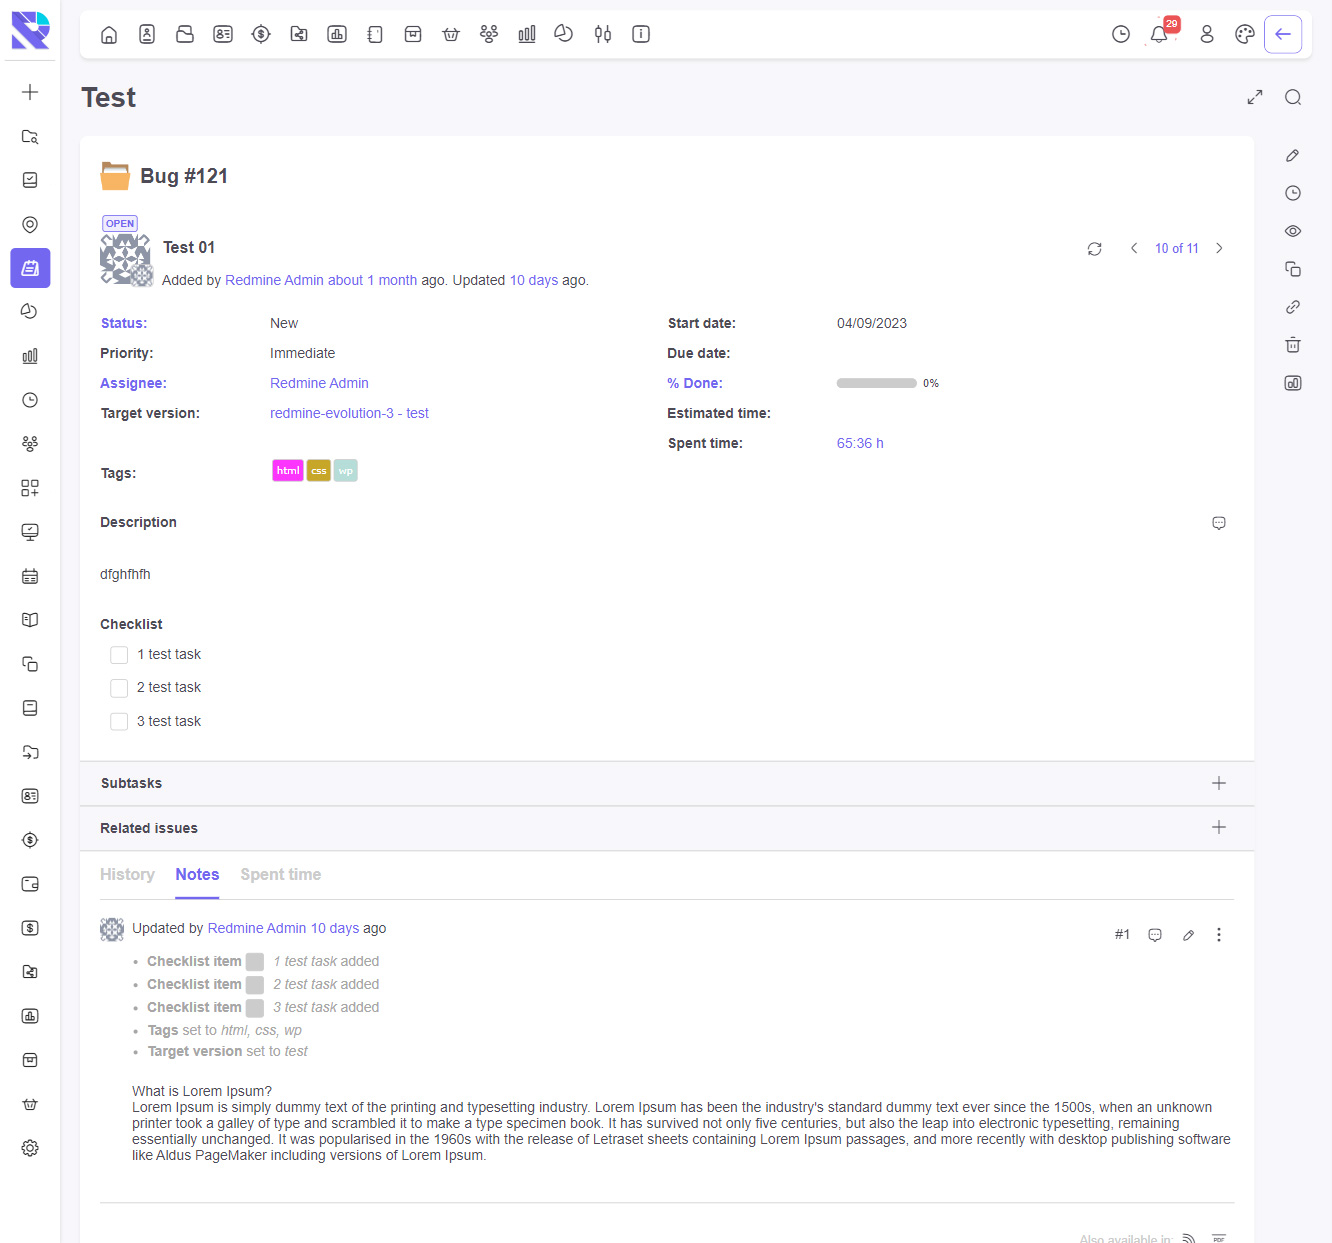 29
Test
Bug #121
OPEN
Test 01
10 of 11
Added by Redmine Admin about 1 month ago. Updated 10 days ago.
Status: New
Start date: 04/09/2023
Priority: Immediate
Due date:
Assignee: Redmine Admin
% Done: 0%
Target version: redmine-evolution-3 - test
Estimated time:
Spent time: 65:36 h
Tags: html css wp
Description
dfghfhfh
Checklist
1 test task
2 test task
3 test task
Subtasks
Related issues
History Notes Spent time
Updated by Redmine Admin 10 days ago
#1
• Checklist item 1 test task added
• Checklist item 2 test task added
• Checklist item 3 test task added
• Tags set to html, css, wp
• Target version set to test
What is Lorem Ipsum?
Lorem Ipsum is simply dummy text of the printing and typesetting industry. Lorem Ipsum has been the industry's standard dummy text ever since the 1500s, when an unknown
printer took a galley of type and scrambled it to make a type specimen book. It has survived not only five centuries, but also the leap into electronic typesetting, remaining
essentially unchanged. It was popularised in the 1960s with the release of Letraset sheets containing Lorem Ipsum passages, and more recently with desktop publishing software
like Aldus PageMaker including versions of Lorem Ipsum.
Also available in: PDF